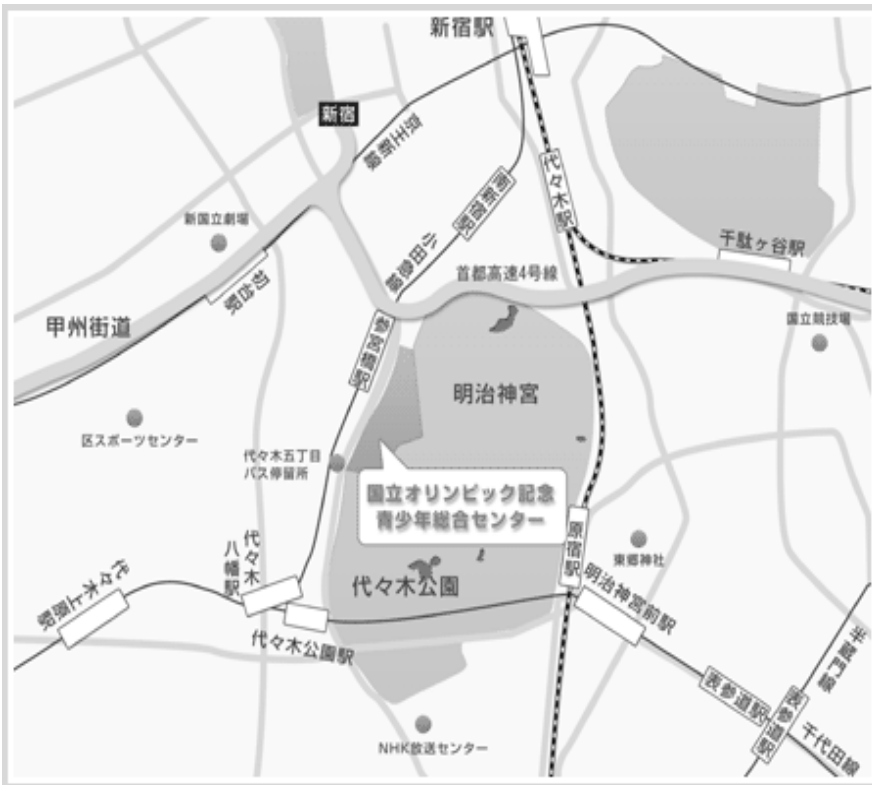 新宿駅
新宿
京王新線
代々木駅
南新宿駅
新国立劇場
小田急線
千駄ヶ谷駅
初台駅
首都高速4号線
甲州街道
国立競技場
参宮橋駅
明治神宮
区スポーツセンター
代々木五丁目
バス停留所
国立オリンピック記念
青少年総合センター
原宿駅
東郷神社
代々木
八幡駅
代々木上原駅
代々木公園
明治神宮前駅
代々木公園駅
半蔵門線
表参道駅
表参道駅
千代田線
NHK放送センター